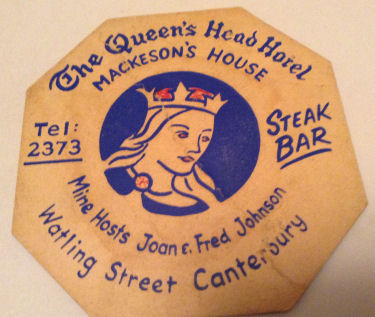 The Queen's Head Hotel
MACKESON'S HOUSE
Tel:
2373
STEAK
BAR
Mine Hosts Joan & Fred Johnson
Watling Street Canterbury